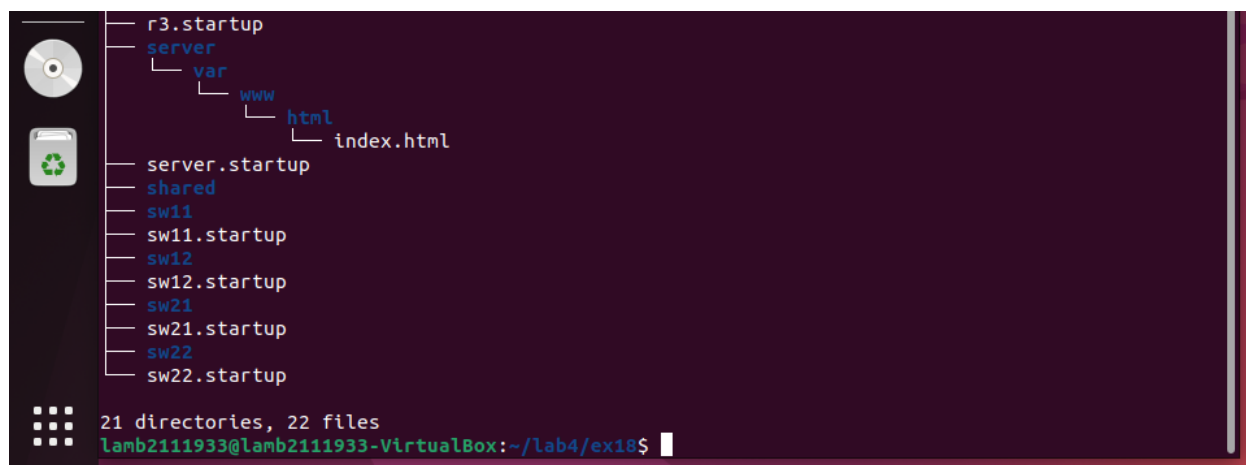 ├── r3.startup
├── server
│   └── var
│       └── www
│           └── html
│               └── index.html
├── server.startup
├── shared
├── sw11
├── sw11.startup
├── sw12
├── sw12.startup
├── sw21
├── sw21.startup
├── sw22
└── sw22.startup
21 directories, 22 files
lamb2111933@lamb2111933-VirtualBox:~/lab4/ex18$